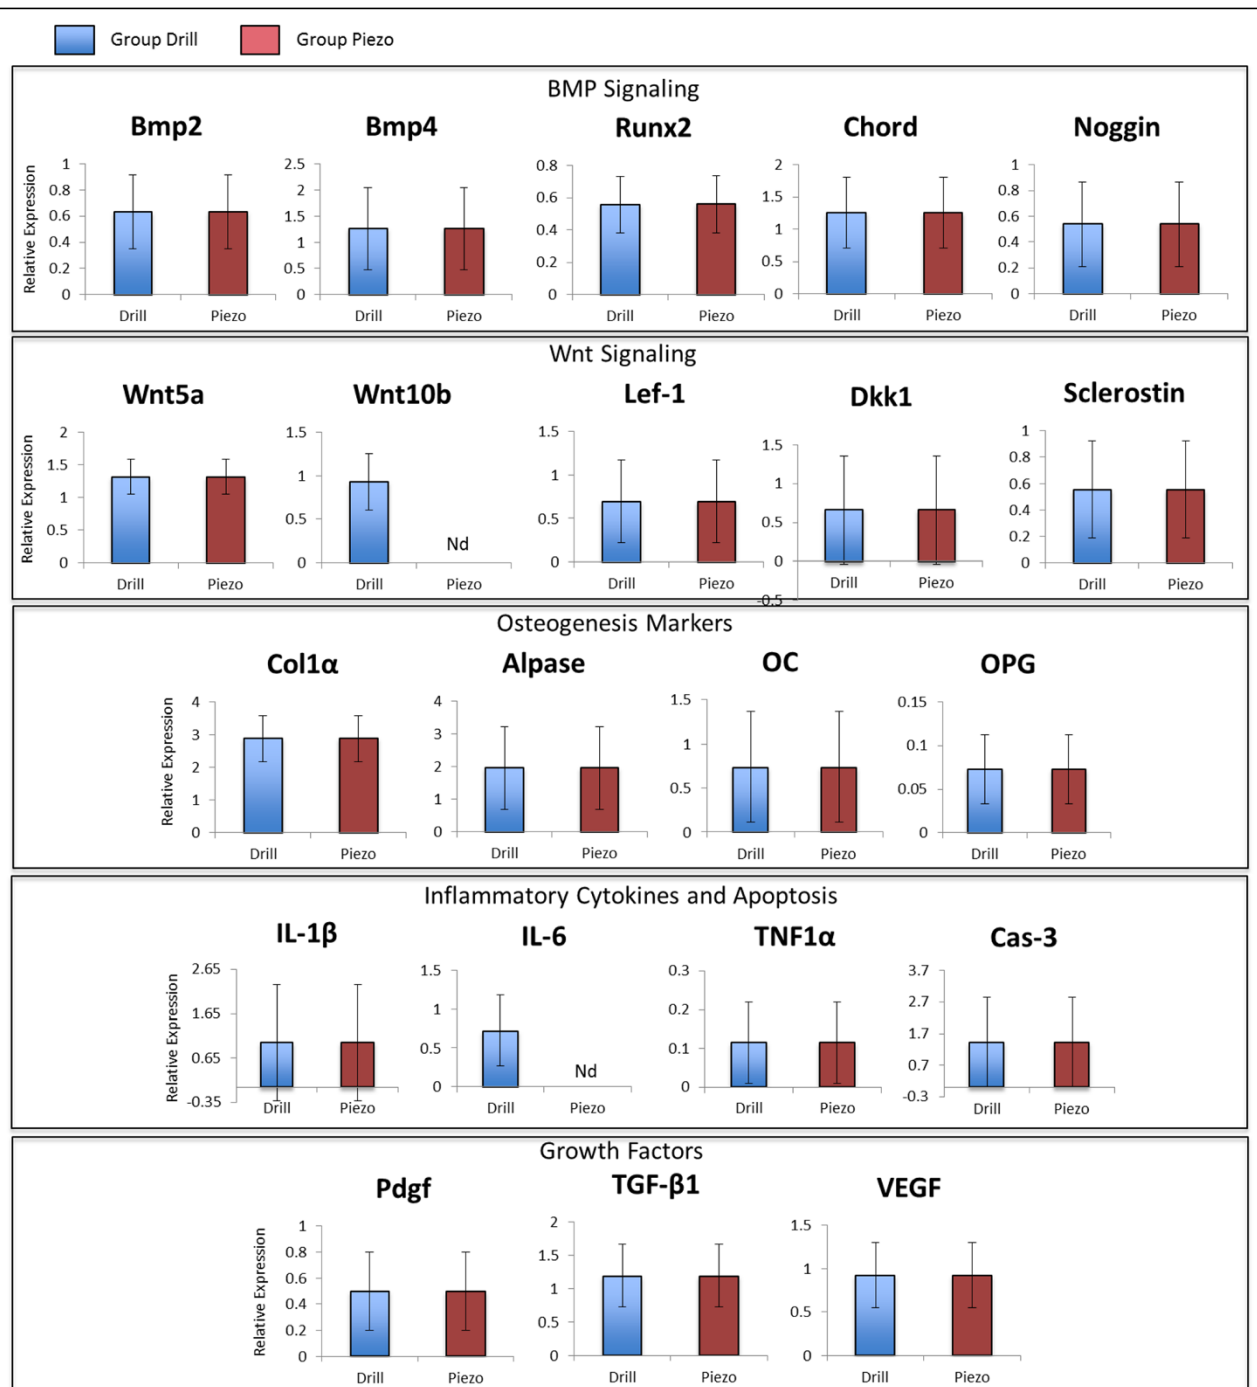 Group Drill Group Piezo
BMP Signaling
Bmp2 Bmp4 Runx2 Chord Noggin
Relative Expression
1 0.8 0.6 0.4 0.2 0
2.5 2 1.5 1 0.5 0
0.8 0.6 0.4 0.2 0
2 1.5 1 0.5 0
1 0.8 0.6 0.4 0.2 0
Drill Piezo Drill Piezo Drill Piezo Drill Piezo Drill Piezo
Wnt Signaling
Wnt5a Wnt10b Lef-1 Dkk1 Sclerostin
Relative Expression
2 1.5 1 0.5 0
1.5 1 0.5 0
Nd
1.5 1 0.5 0
1.5 1 0.5 0 -0.5
1 0.8 0.6 0.4 0.2 0
Drill Piezo Drill Piezo Drill Piezo Drill Piezo Drill Piezo
Osteogenesis Markers
Col1α Alpase OC OPG
Relative Expression
4 3 2 1 0
4 3 2 1 0
1.5 1 0.5 0
0.15 0.1 0.05 0
Drill Piezo Drill Piezo Drill Piezo Drill Piezo
Inflammatory Cytokines and Apoptosis
IL-1β IL-6 TNF1α Cas-3
Relative Expression
2.65 1.65 0.65 -0.35
1.5 1 0.5 0
Nd
0.3 0.2 0.1 0
3.7 2.7 1.7 0.7 -0.3
Drill Piezo Drill Piezo Drill Piezo Drill Piezo
Growth Factors
Pdgf TGF-β1 VEGF
Relative Expression
1 0.8 0.6 0.4 0.2 0
2 1.5 1 0.5 0
1.5 1 0.5 0
Drill Piezo Drill Piezo Drill Piezo